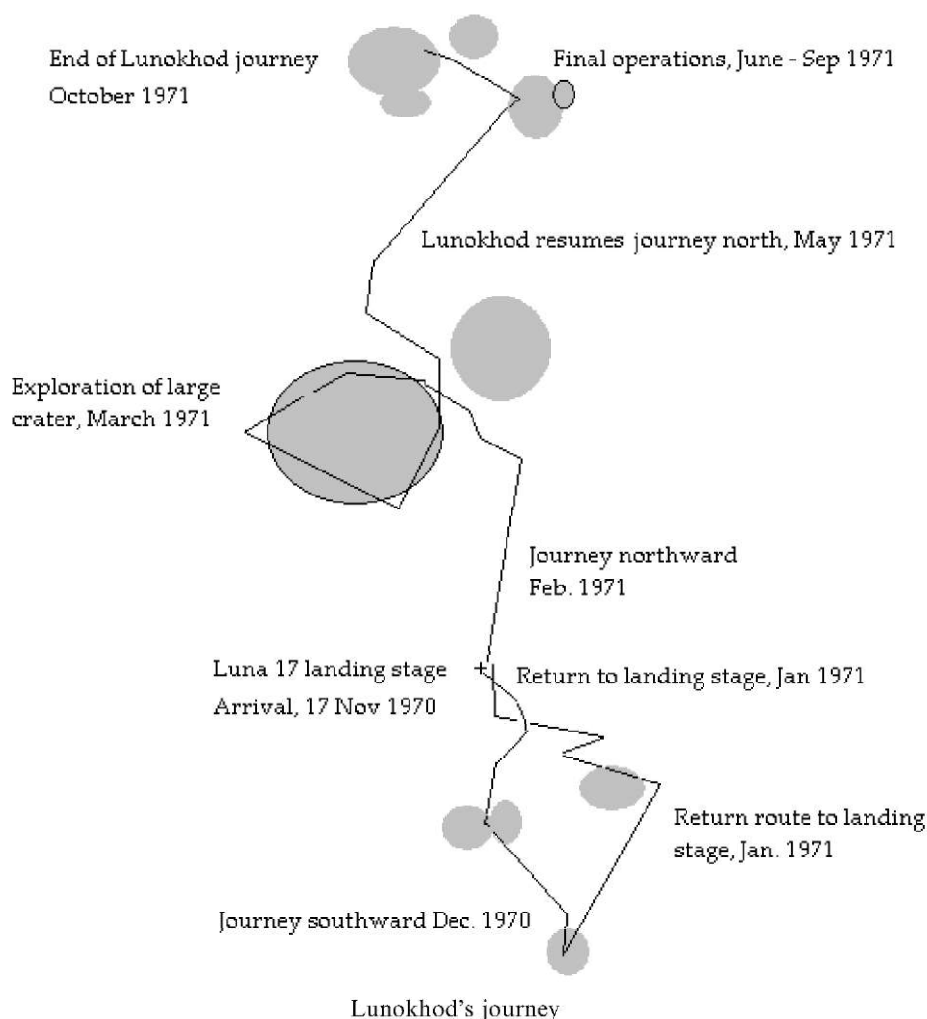 End of Lunokhod journey
October 1971
Final operations, June - Sep 1971
Lunokhod resumes journey north, May 1971
Exploration of large
crater, March 1971
Journey northward
Feb. 1971
Luna 17 landing stage
Arrival, 17 Nov 1970
Return to landing stage, Jan 1971
Return route to landing
stage, Jan. 1971
Journey southward Dec. 1970
Lunokhod's journey